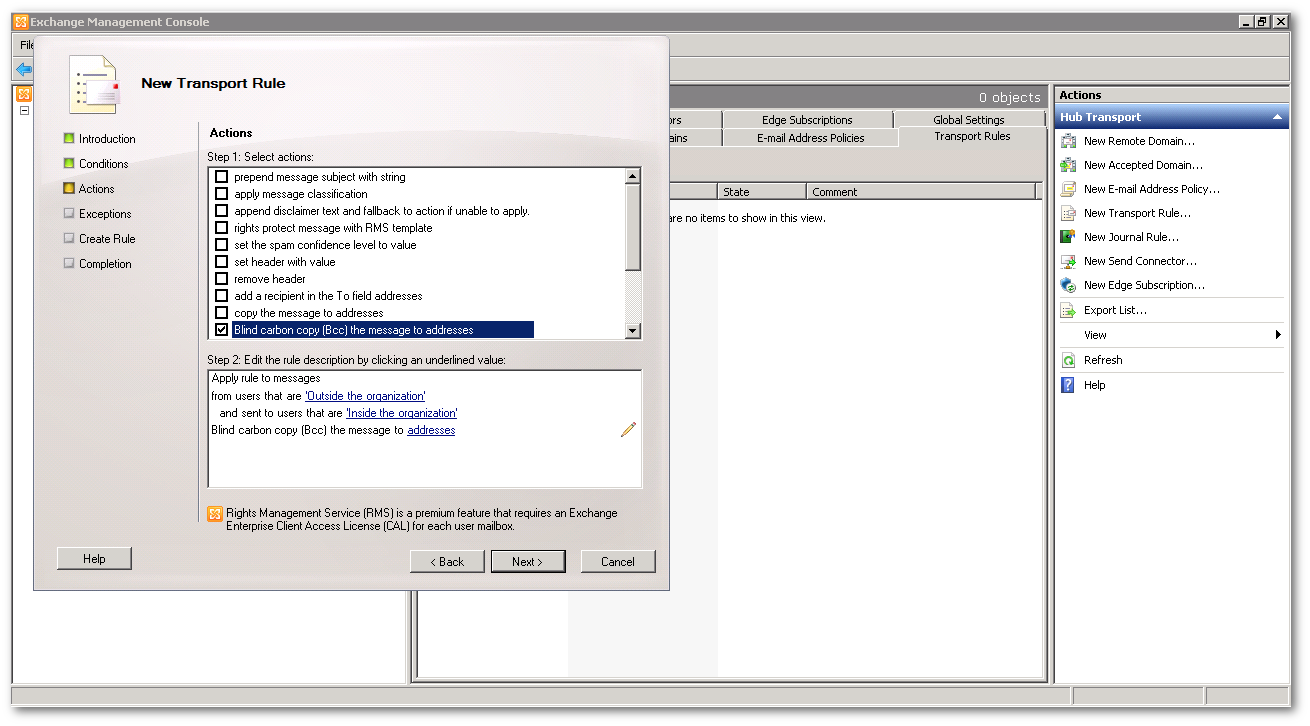 Exchange Management Console
File
New Transport Rule
Introduction
Conditions
Actions
Exceptions
Create Rule
Completion
Actions
Step 1: Select actions:
prepend message subject with string
apply message classification
append disclaimer text and fallback to action if unable to apply.
rights protect message with RMS template
set the spam confidence level to value
set header with value
remove header
add a recipient in the To field addresses
copy the message to addresses
Blind carbon copy (Bcc) the message to addresses
Step 2: Edit the rule description by clicking an underlined value:
Apply rule to messages
from users that are 'Outside the organization'
and sent to users that are 'Inside the organization'
Blind carbon copy (Bcc) the message to addresses
Rights Management Service (RMS) is a premium feature that requires an Exchange
Enterprise Client Access License (CAL) for each user mailbox.
Help
< Back
Next >
Cancel
0 objects
ors
Edge Subscriptions
Global Settings
ains
E-mail Address Policies
Transport Rules
State
Comment
are no items to show in this view.
Actions
Hub Transport
New Remote Domain...
New Accepted Domain...
New E-mail Address Policy...
New Transport Rule...
New Journal Rule...
New Send Connector...
New Edge Subscription...
Export List...
View
Refresh
Help